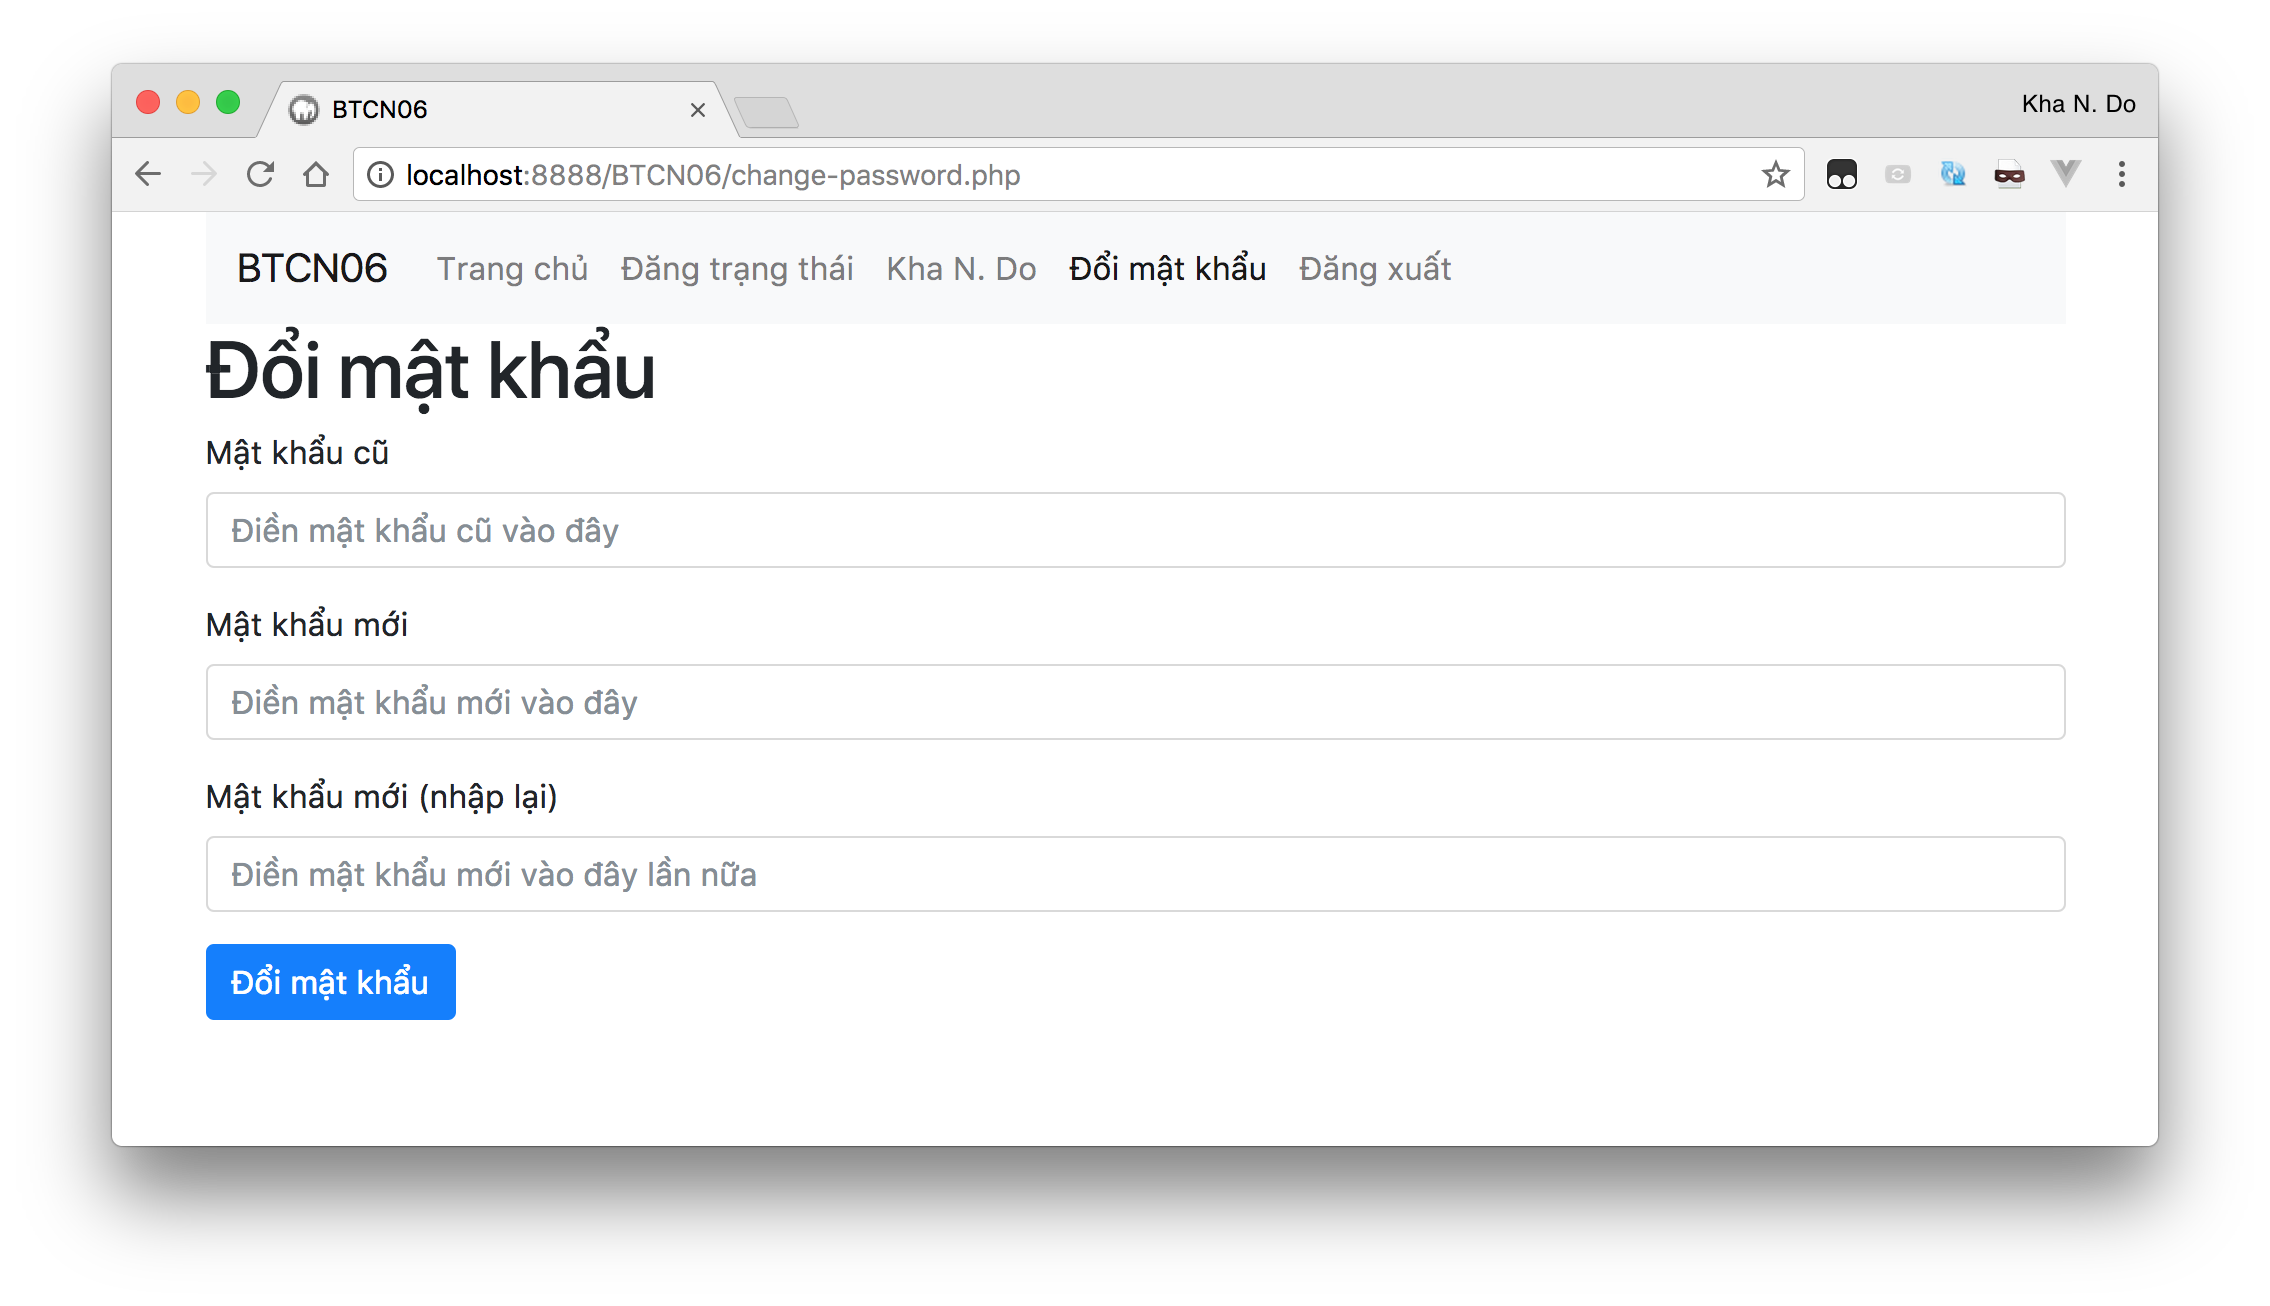 BTCN06
Kha N. Do
localhost:8888/BTCN06/change-password.php
BTCN06 Trang chủ Đăng trạng thái Kha N. Do Đổi mật khẩu Đăng xuất
Đổi mật khẩu
Mật khẩu cũ
Điền mật khẩu cũ vào đây
Mật khẩu mới
Điền mật khẩu mới vào đây
Mật khẩu mới (nhập lại)
Điền mật khẩu mới vào đây lần nữa
Đổi mật khẩu